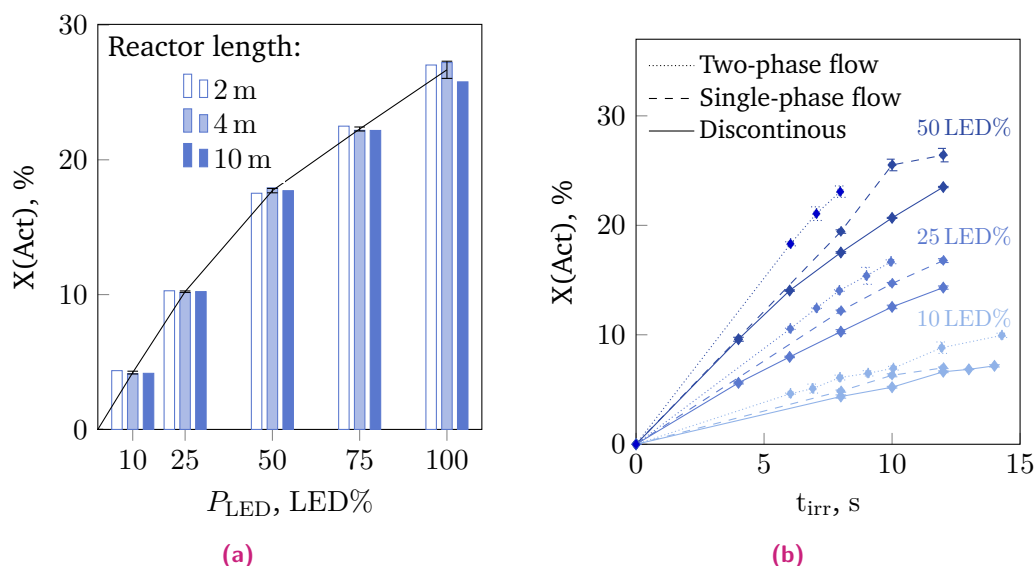 30
20
10
0
X(Act), %
Reactor length:
2 m
4 m
10 m
10 25 50 75 100
P_LED, LED%
(a)
30
20
10
0
X(Act), %
Two-phase flow
Single-phase flow
Discontinous
50 LED%
25 LED%
10 LED%
0 5 10 15
t_irr, s
(b)